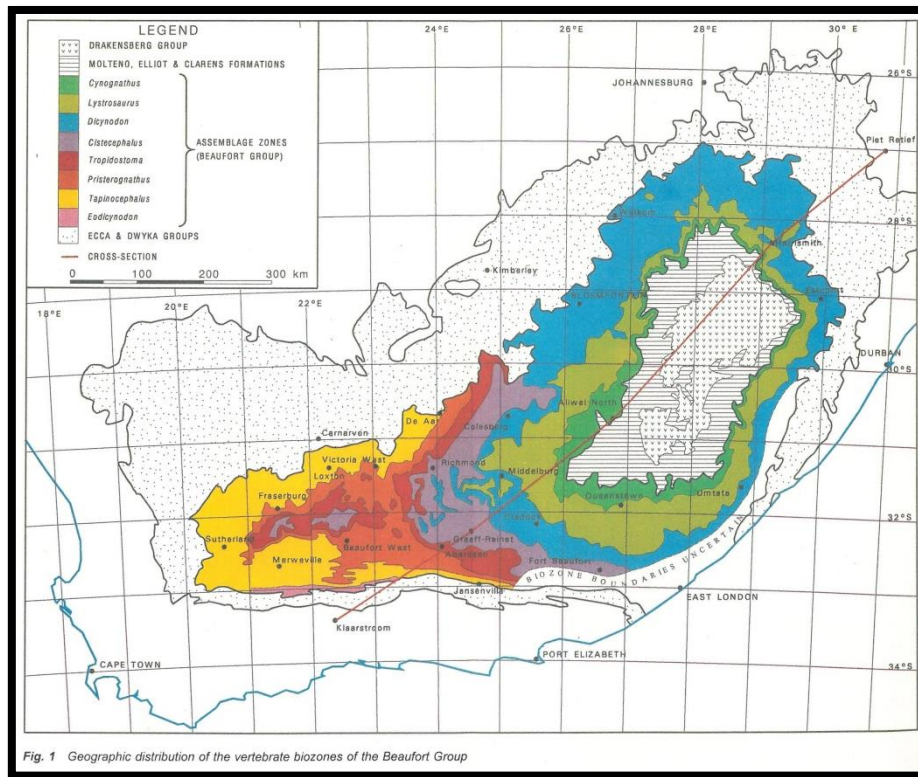 LEGEND
DRAKENSBERG GROUP
MOLTENO, ELLIOT & CLARENS FORMATIONS
Cynognathus
Lystrosaurus
Dicynodon
Cistecephalus
Tropidostoma
Pristerognathus
Tapinocephalus
Eodicynodon
ASSEMBLAGE ZONES
(BEAUFORT GROUP)
ECCA & DWYKA GROUPS
CROSS-SECTION
0 100 200 300 km
24°E
26°E
28°E
30°E
26°S
JOHANNESBURG
Piet Retief
28°S
Welkom
Kimberley
BLOEMFONTEIN
Estcourt
18°E
20°E
22°E
DURBAN
30°S
Aliwal North
De Aar
Colesberg
Carnarvon
Victoria West
Loxton
Richmond
Middelburg
Fraserburg
Queenstown
Umtata
Cradock
32°S
Sutherland
Beaufort West
Graaff-Reinet
Aberdeen
Merweville
Fort Beaufort
BIOZONE BOUNDARIES UNCERTAIN
Jansenville
EAST LONDON
Klaarstroom
PORT ELIZABETH
CAPE TOWN
34°S
Fig. 1 Geographic distribution of the vertebrate biozones of the Beaufort Group